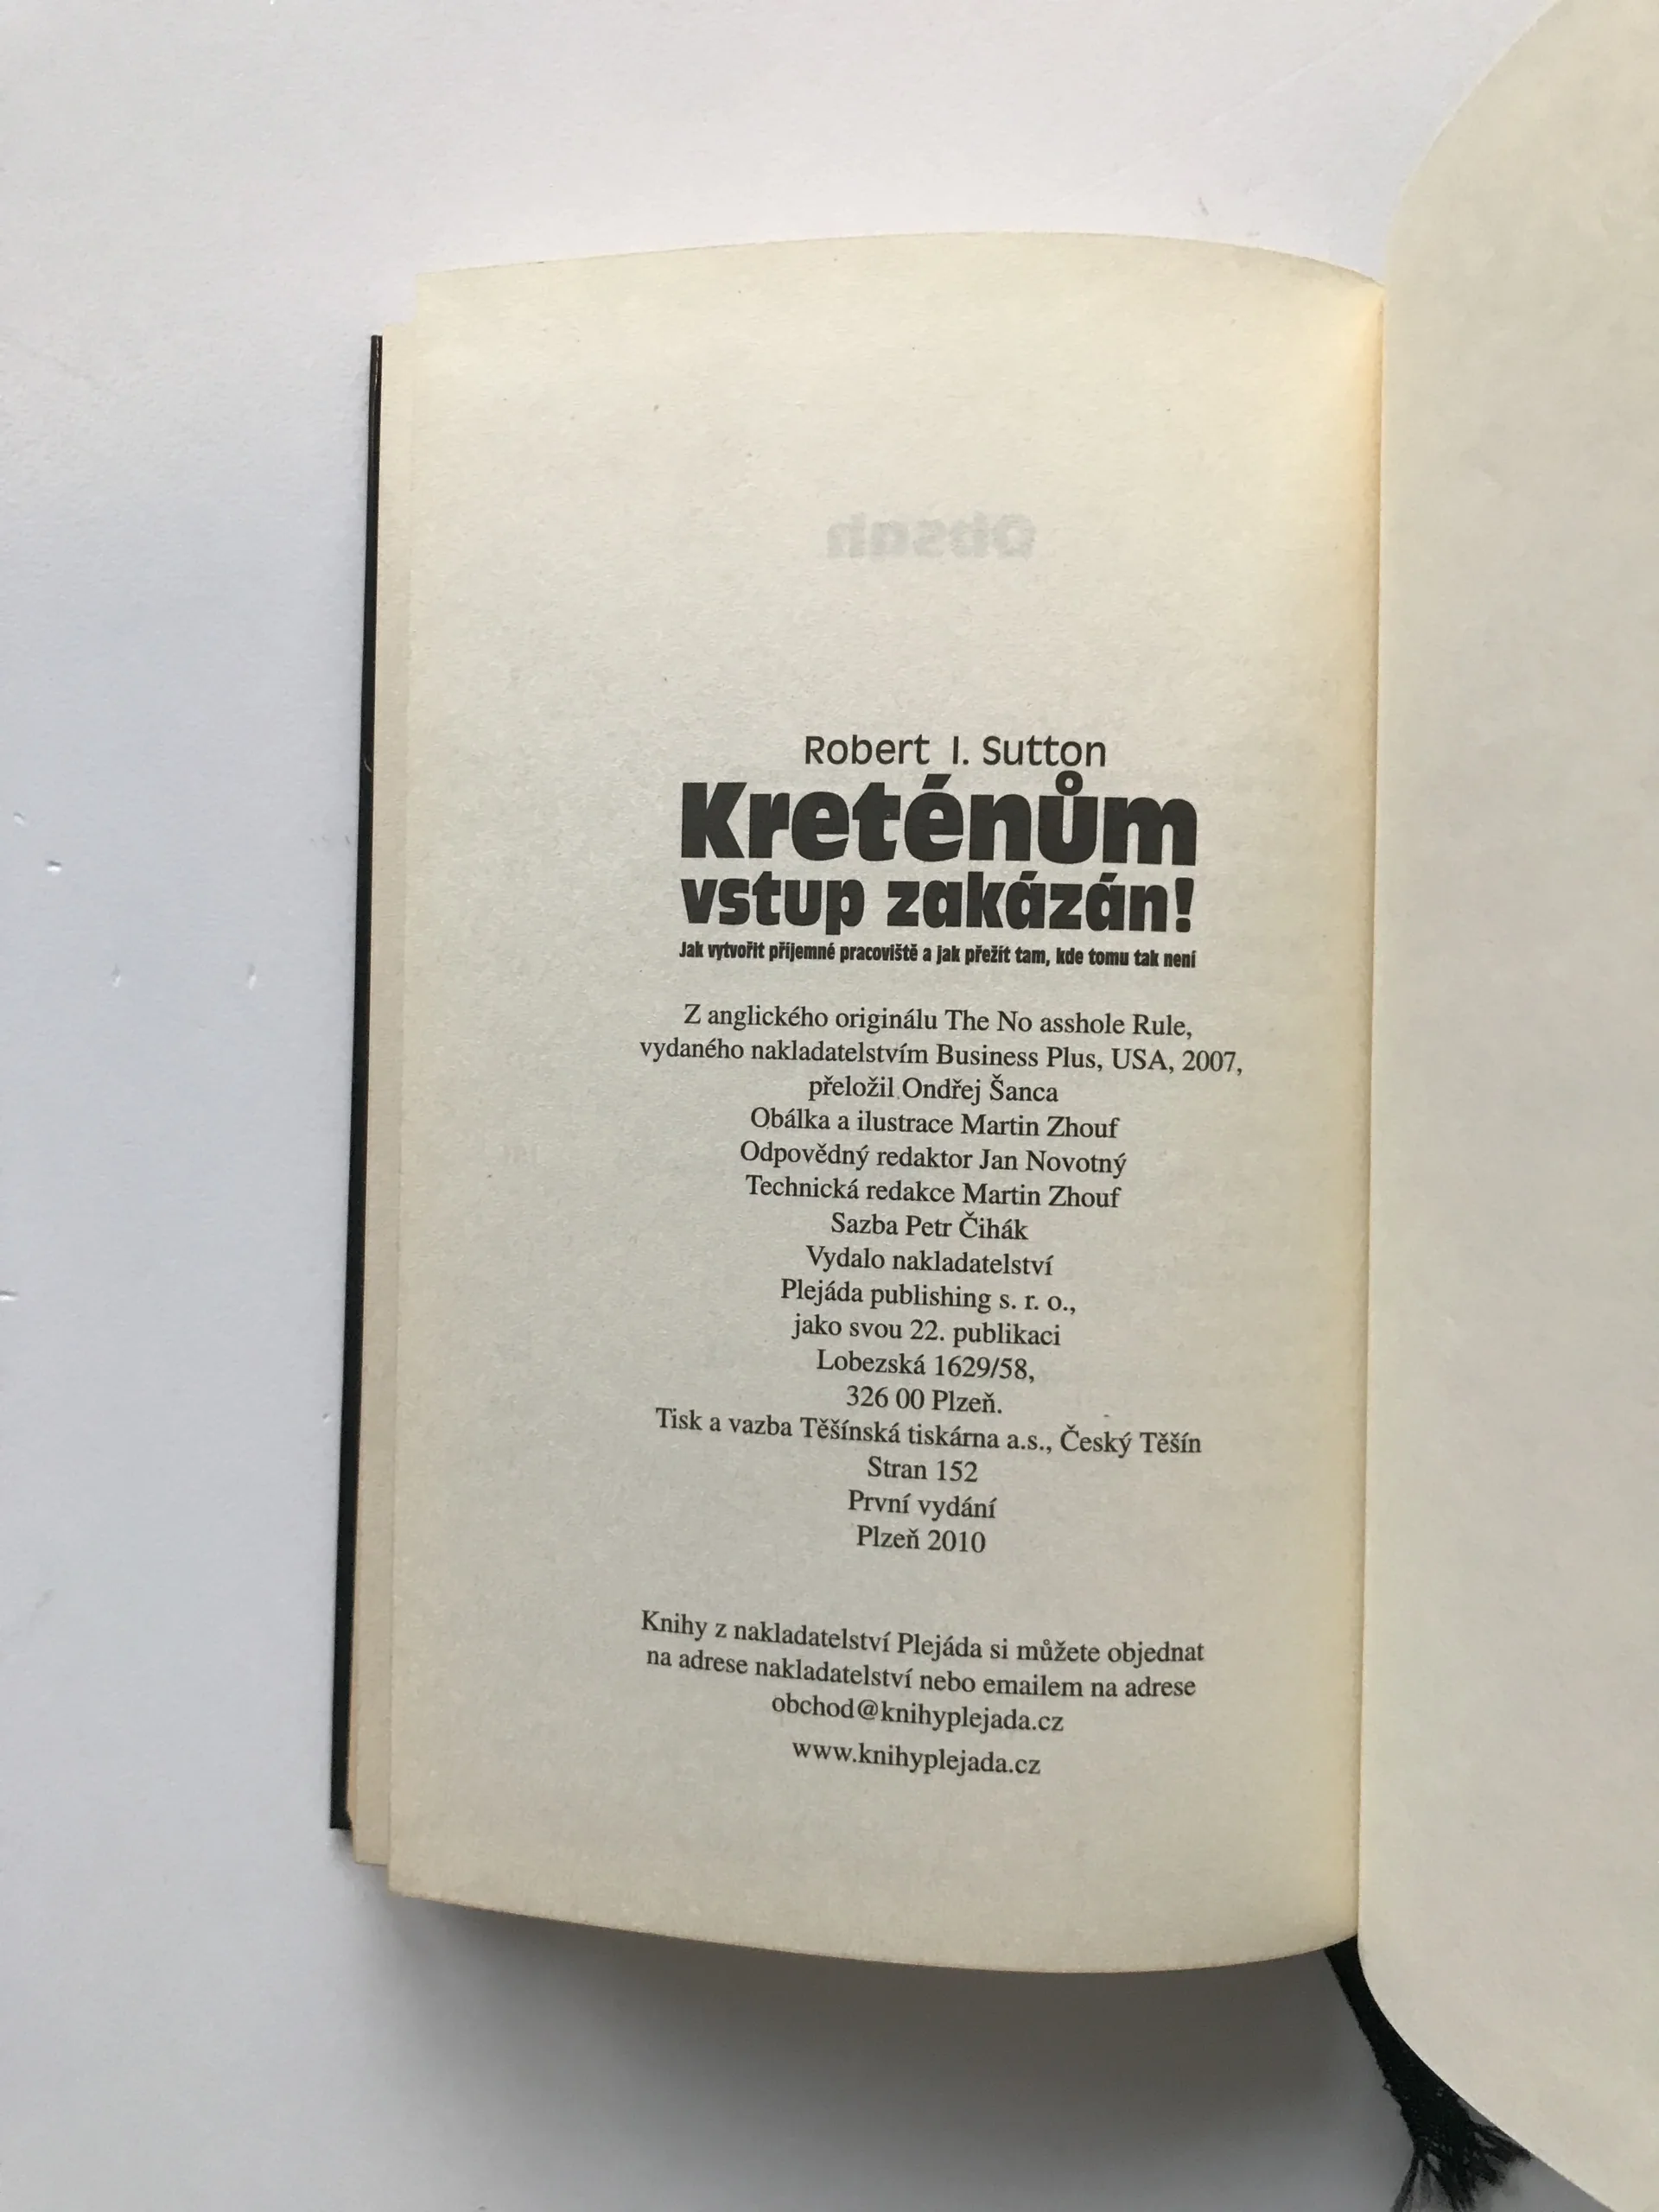 Obsah
Robert I. Sutton
Kreténům
vstup zakázán!
Jak vytvořit příjemné pracoviště a jak přežít tam, kde tomu tak není
Z anglického originálu The No asshole Rule,
vydaného nakladatelstvím Business Plus, USA, 2007,
přeložil Ondřej Šanca
Obálka a ilustrace Martin Zhouf
Odpovědný redaktor Jan Novotný
Technická redakce Martin Zhouf
Sazba Petr Čihák
Vydalo nakladatelství
Plejáda publishing s. r. o.,
jako svou 22. publikaci
Lobezská 1629/58,
326 00 Plzeň.
Tisk a vazba Těšínská tiskárna a.s., Český Těšín
Stran 152
První vydání
Plzeň 2010
Knihy z nakladatelství Plejáda si můžete objednat
na adrese nakladatelství nebo emailem na adrese
obchod@knihyplejada.cz
www.knihyplejada.cz